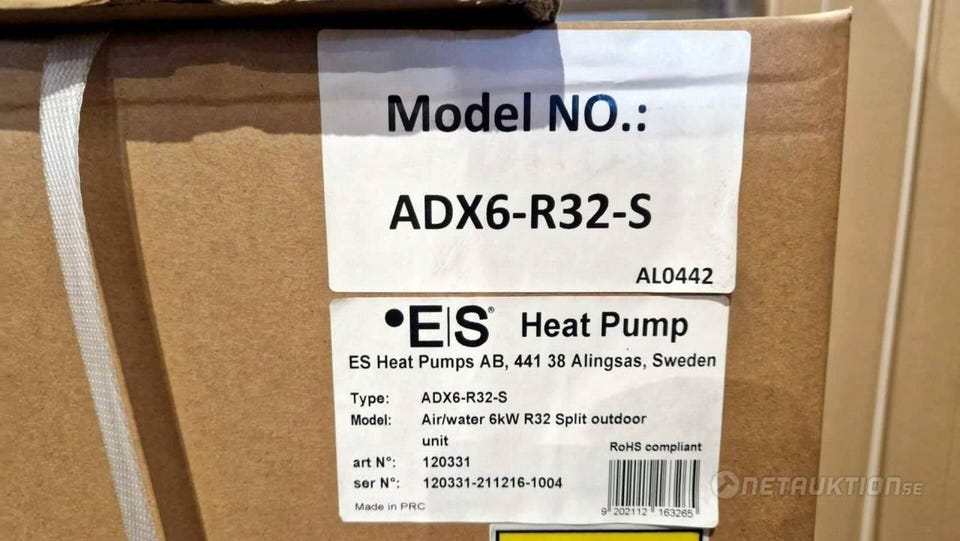 Model NO.:
ADX6-R32-S
AL0442
E|S® Heat Pump
ES Heat Pumps AB, 441 38 Alingsas, Sweden
Type: ADX6-R32-S
Model: Air/water 6kW R32 Split outdoor
unit
RoHS compliant
art N°: 120331
ser N°: 120331-211216-1004
Made in PRC
9 202112 163265
NETAUKTION.SE